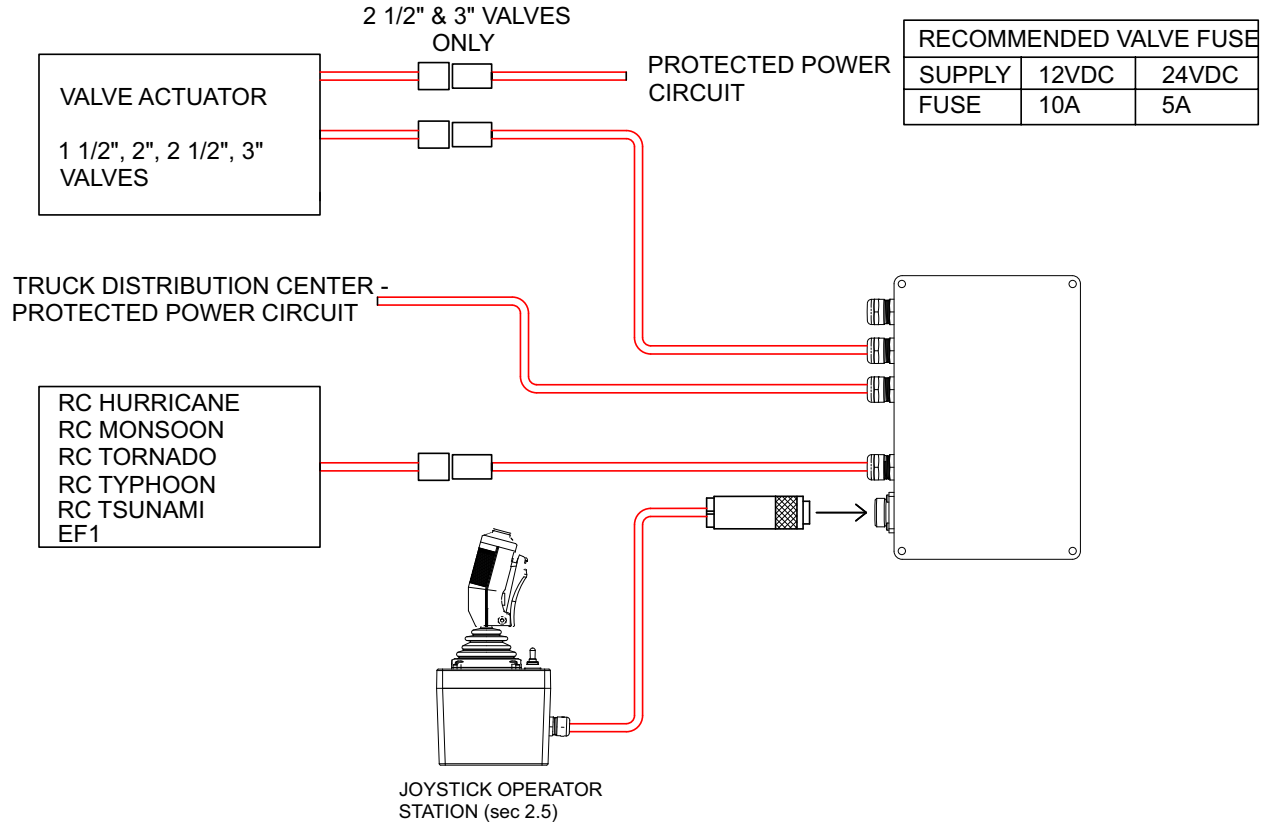 2 1/2" & 3" VALVES
ONLY
PROTECTED POWER
CIRCUIT
RECOMMENDED VALVE FUSE
SUPPLY 12VDC 24VDC
FUSE 10A 5A
VALVE ACTUATOR
1 1/2", 2", 2 1/2", 3"
VALVES
TRUCK DISTRIBUTION CENTER -
PROTECTED POWER CIRCUIT
RC HURRICANE
RC MONSOON
RC TORNADO
RC TYPHOON
RC TSUNAMI
EF1
JOYSTICK OPERATOR
STATION (sec 2.5)